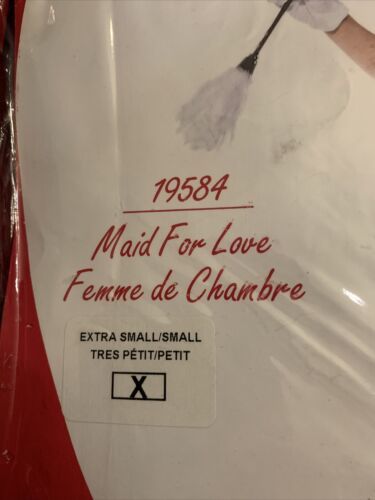 19584
Maid For Love
Femme de Chambre
EXTRA SMALL/SMALL
TRES PÉTIT/PETIT
X